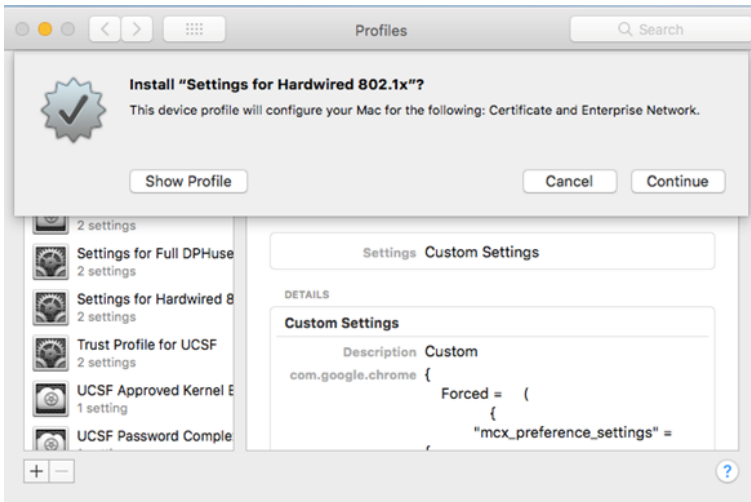 Profiles
Search
Install “Settings for Hardwired 802.1x”?
This device profile will configure your Mac for the following: Certificate and Enterprise Network.
Show Profile
Cancel
Continue
2 settings
Settings for Full DPHuse
2 settings
Settings for Hardwired 8
2 settings
Trust Profile for UCSF
2 settings
UCSF Approved Kernel E
1 setting
UCSF Password Comple
Settings Custom Settings
DETAILS
Custom Settings
Description Custom
com.google.chrome {
Forced = (
{
"mcx_preference_settings" =
+ −
?